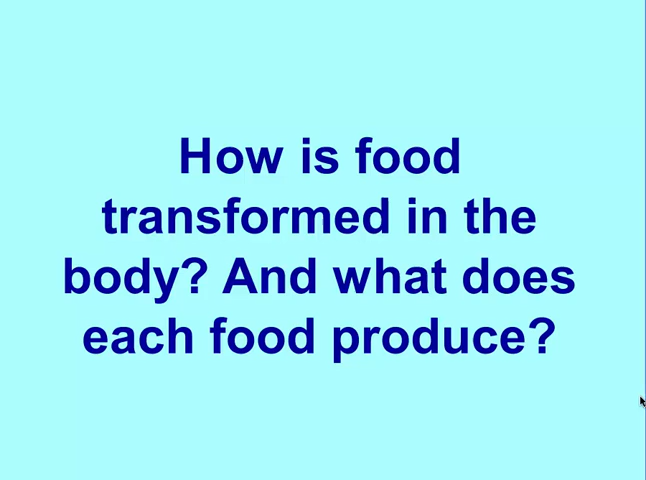 How is food
transformed in the
body? And what does
each food produce?